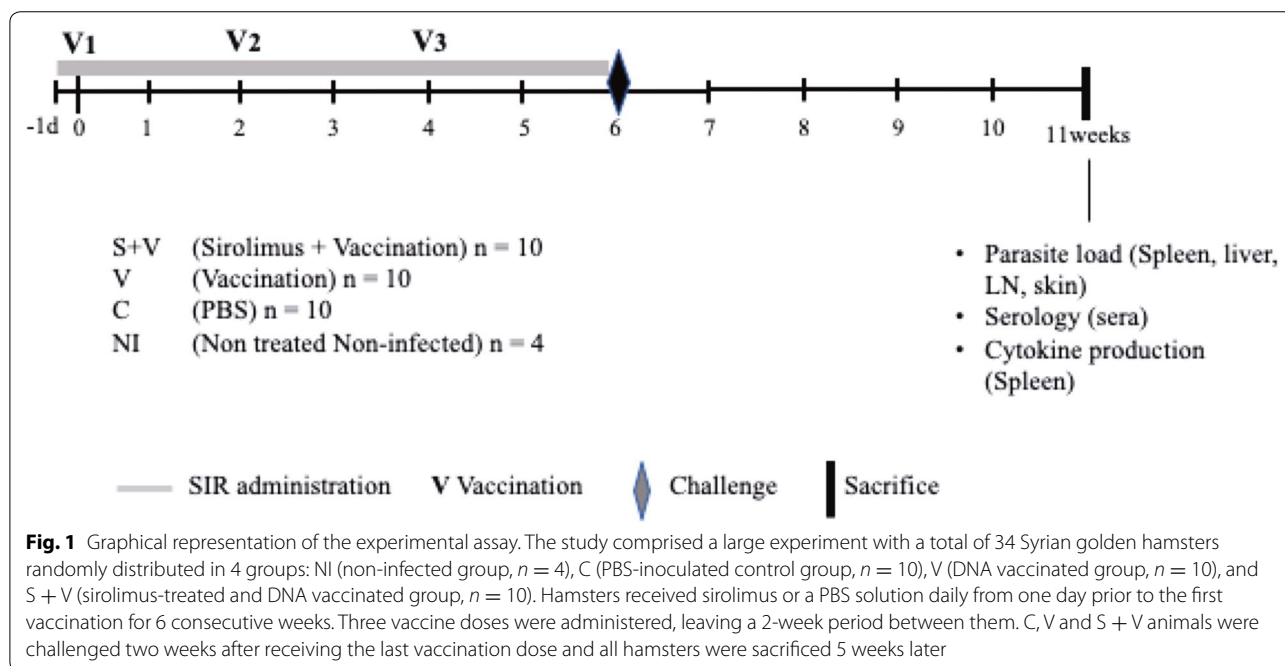 V1 V2 V3
-1d 0 1 2 3 4 5 6 7 8 9 10 11weeks
S+V (Sirolimus + Vaccination) n = 10
V (Vaccination) n = 10
C (PBS) n = 10
NI (Non treated Non-infected) n = 4
• Parasite load (Spleen, liver,
LN, skin)
• Serology (sera)
• Cytokine production
(Spleen)
SIR administration V Vaccination Challenge Sacrifice
Fig. 1 Graphical representation of the experimental assay. The study comprised a large experiment with a total of 34 Syrian golden hamsters
randomly distributed in 4 groups: NI (non-infected group, n = 4), C (PBS-inoculated control group, n = 10), V (DNA vaccinated group, n = 10), and
S + V (sirolimus-treated and DNA vaccinated group, n = 10). Hamsters received sirolimus or a PBS solution daily from one day prior to the first
vaccination for 6 consecutive weeks. Three vaccine doses were administered, leaving a 2-week period between them. C, V and S + V animals were
challenged two weeks after receiving the last vaccination dose and all hamsters were sacrificed 5 weeks later